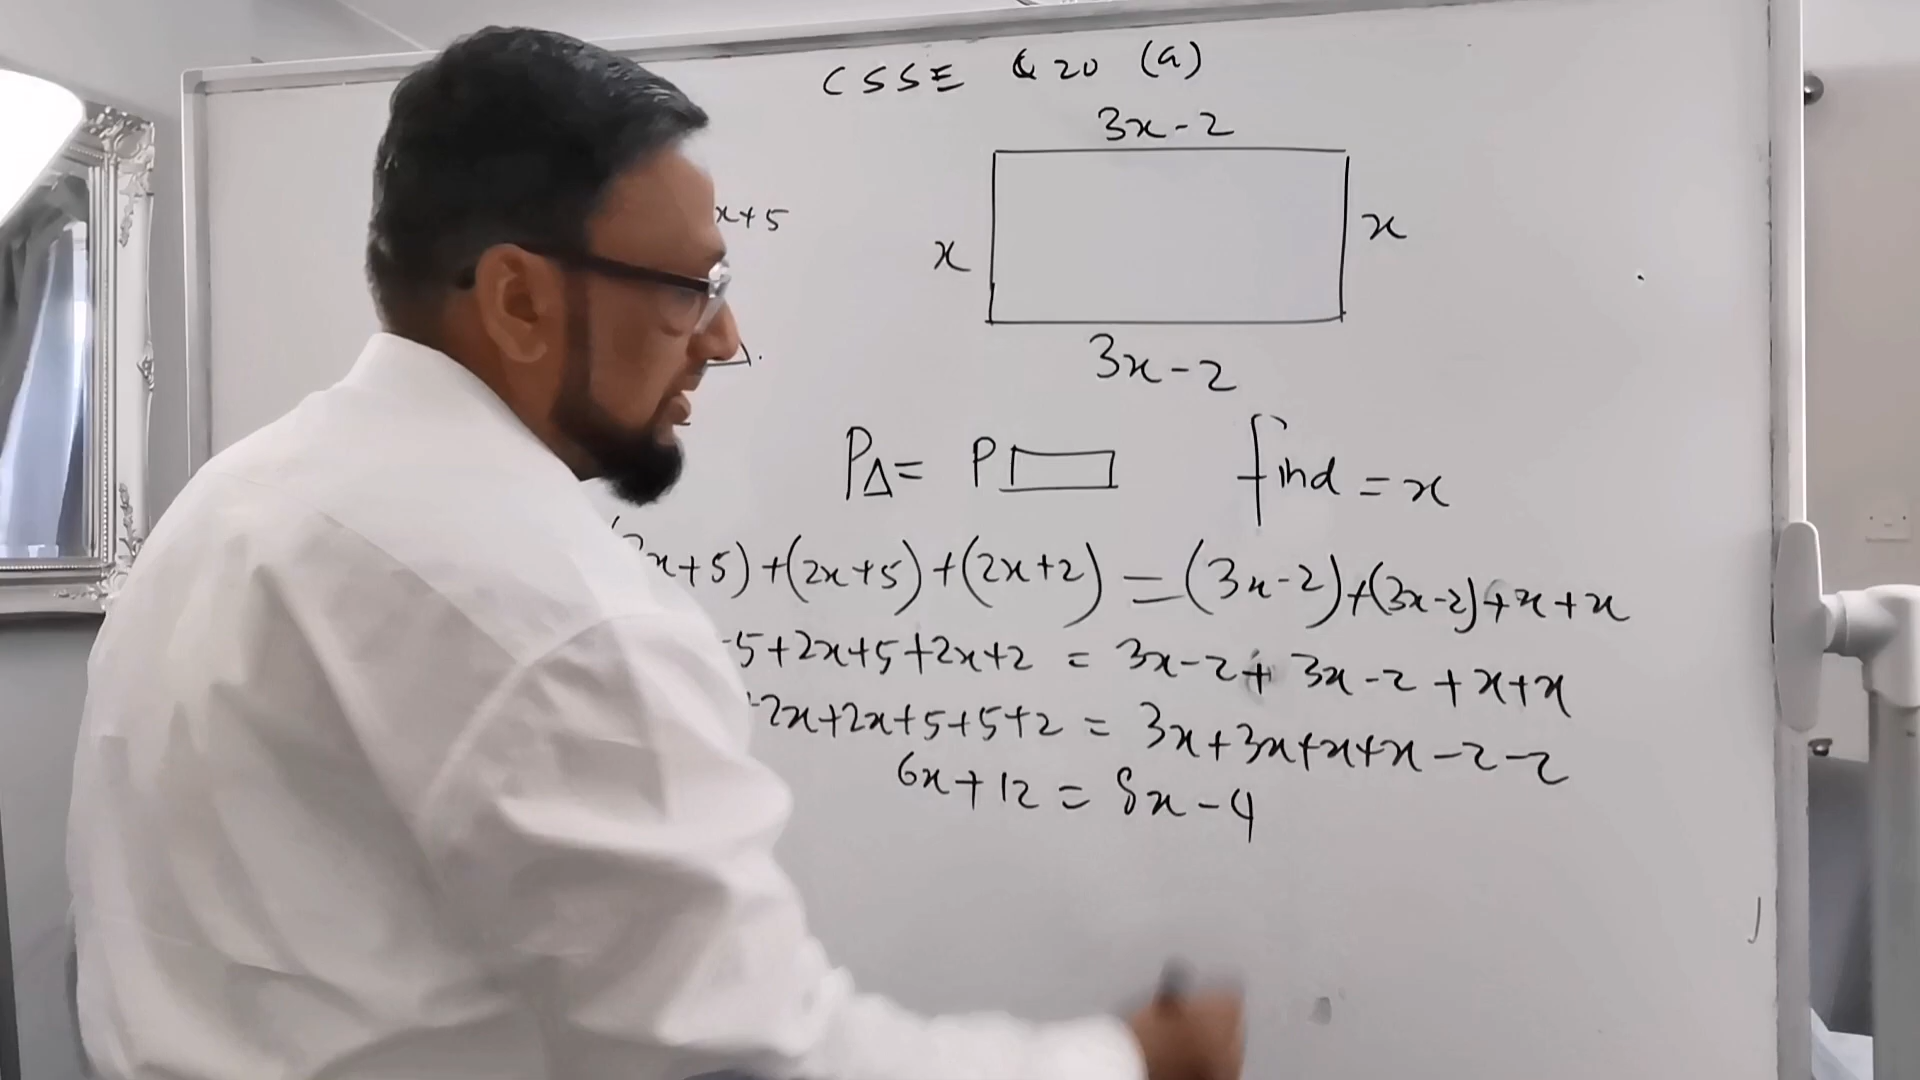 CSSE Q20 (a)
3x-2
x+5
x
x
3x-2
P△= P▭ find = x
x+5)+(2x+5)+(2x+2) = (3x-2)+(3x-2)+x+x
5+2x+5+2x+2 = 3x-2+3x-2+x+x
2x+2x+5+5+2 = 3x+3x+x+x-2-2
6x+12 = 8x-4